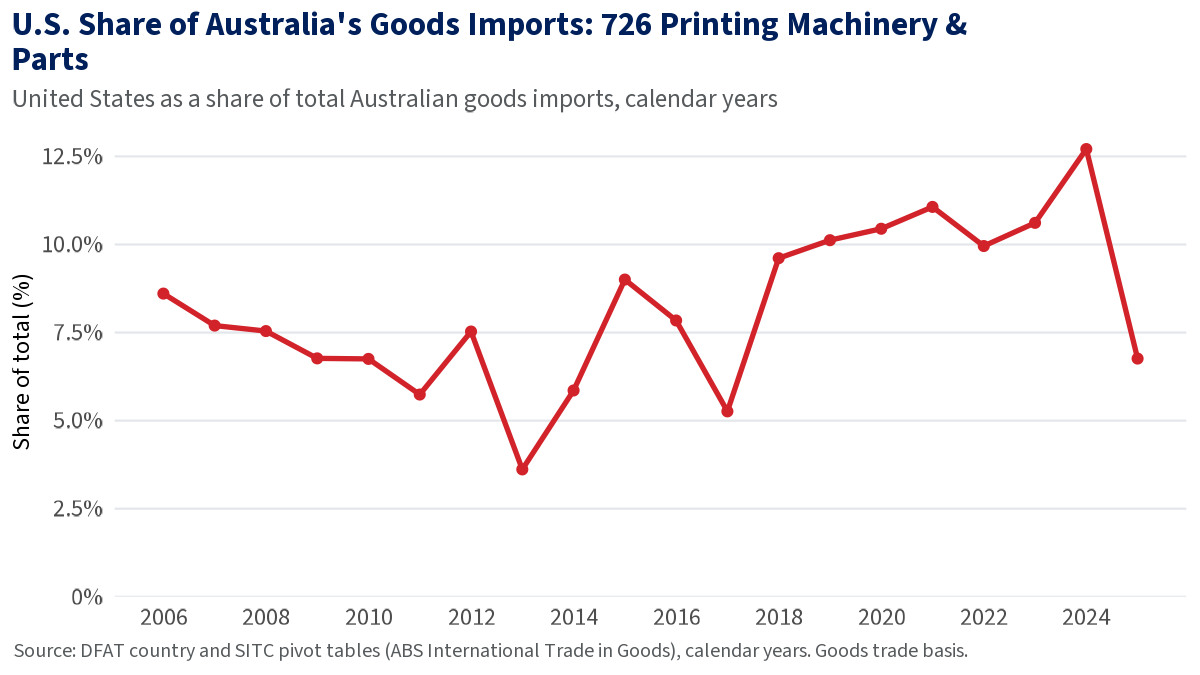 U.S. Share of Australia's Goods Imports: 726 Printing Machinery &
Parts
United States as a share of total Australian goods imports, calendar years
Share of total (%)
12.5%
10.0%
7.5%
5.0%
2.5%
0%
2006 2008 2010 2012 2014 2016 2018 2020 2022 2024
Source: DFAT country and SITC pivot tables (ABS International Trade in Goods), calendar years. Goods trade basis.